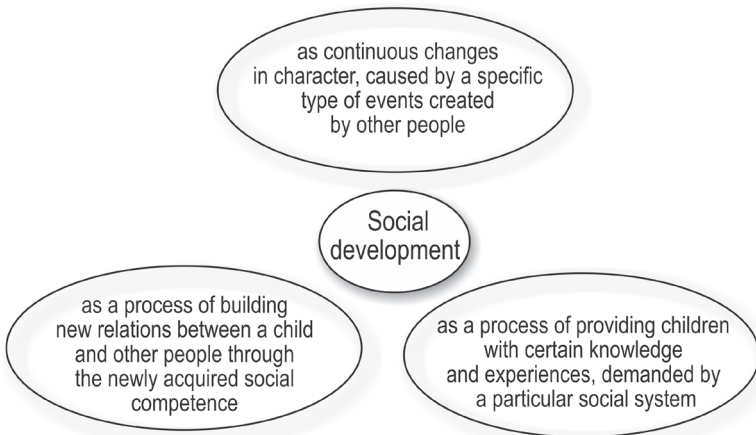 as continuous changes
in character, caused by a specific
type of events created
by other people
Social
development
as a process of building
new relations between a child
and other people through
the newly acquired social
competence
as a process of providing children
with certain knowledge
and experiences, demanded by
a particular social system